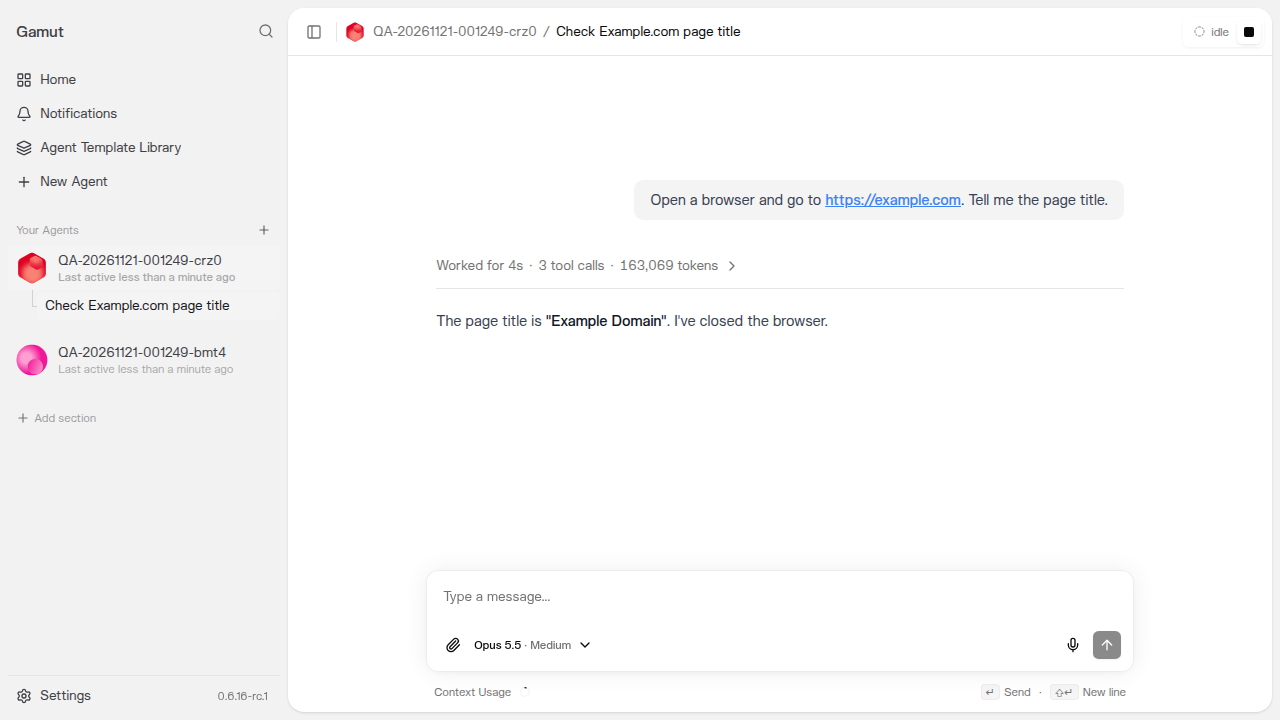 Gamut
Home
Notifications
Agent Template Library
New Agent
Your Agents
QA-20261121-001249-crz0
Last active less than a minute ago
Check Example.com page title
QA-20261121-001249-bmt4
Last active less than a minute ago
Add section
Settings
0.6.16-rc.1
QA-20261121-001249-crz0 / Check Example.com page title
idle
Open a browser and go to https://example.com. Tell me the page title.
Worked for 4s · 3 tool calls · 163,069 tokens
The page title is "Example Domain". I've closed the browser.
Type a message...
Opus 5.5 · Medium
Context Usage
Send · New line